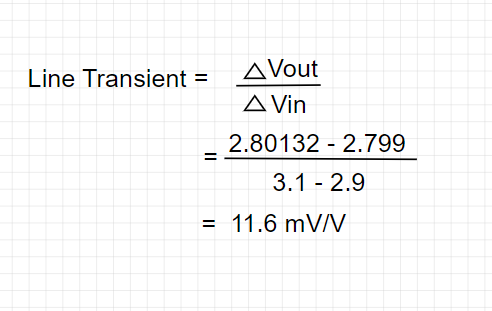 Line Transient = △Vout
△ Vin
= 2.80132 - 2.799
3.1 - 2.9
= 11.6 mV/V